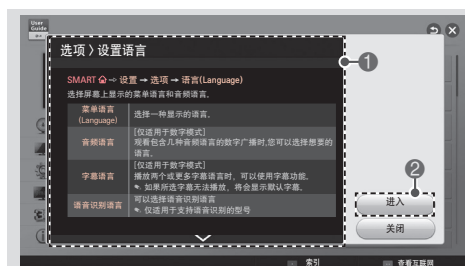 User
Guide
选项 〉设置语言
❶
SMART ⇨ 设置 → 选项 → 语言(Language)
选择屏幕上显示的菜单语言和音频语言。
菜单语言
(Language)
选择一种显示的语言。
音频语言
[仅适用于数字模式]
观看包含几种音频语言的数字广播时,您可以选择想要的
语言。
字幕语言
[仅适用于数字模式]
播放两个或更多字幕语言时，可以使用字幕功能。
如果所选字幕无法播放，将会显示默认字幕。
语音识别语言
可以选择语音识别语言
仅适用于支持语音识别的型号
❷
进入
关闭
索引
查看互联网